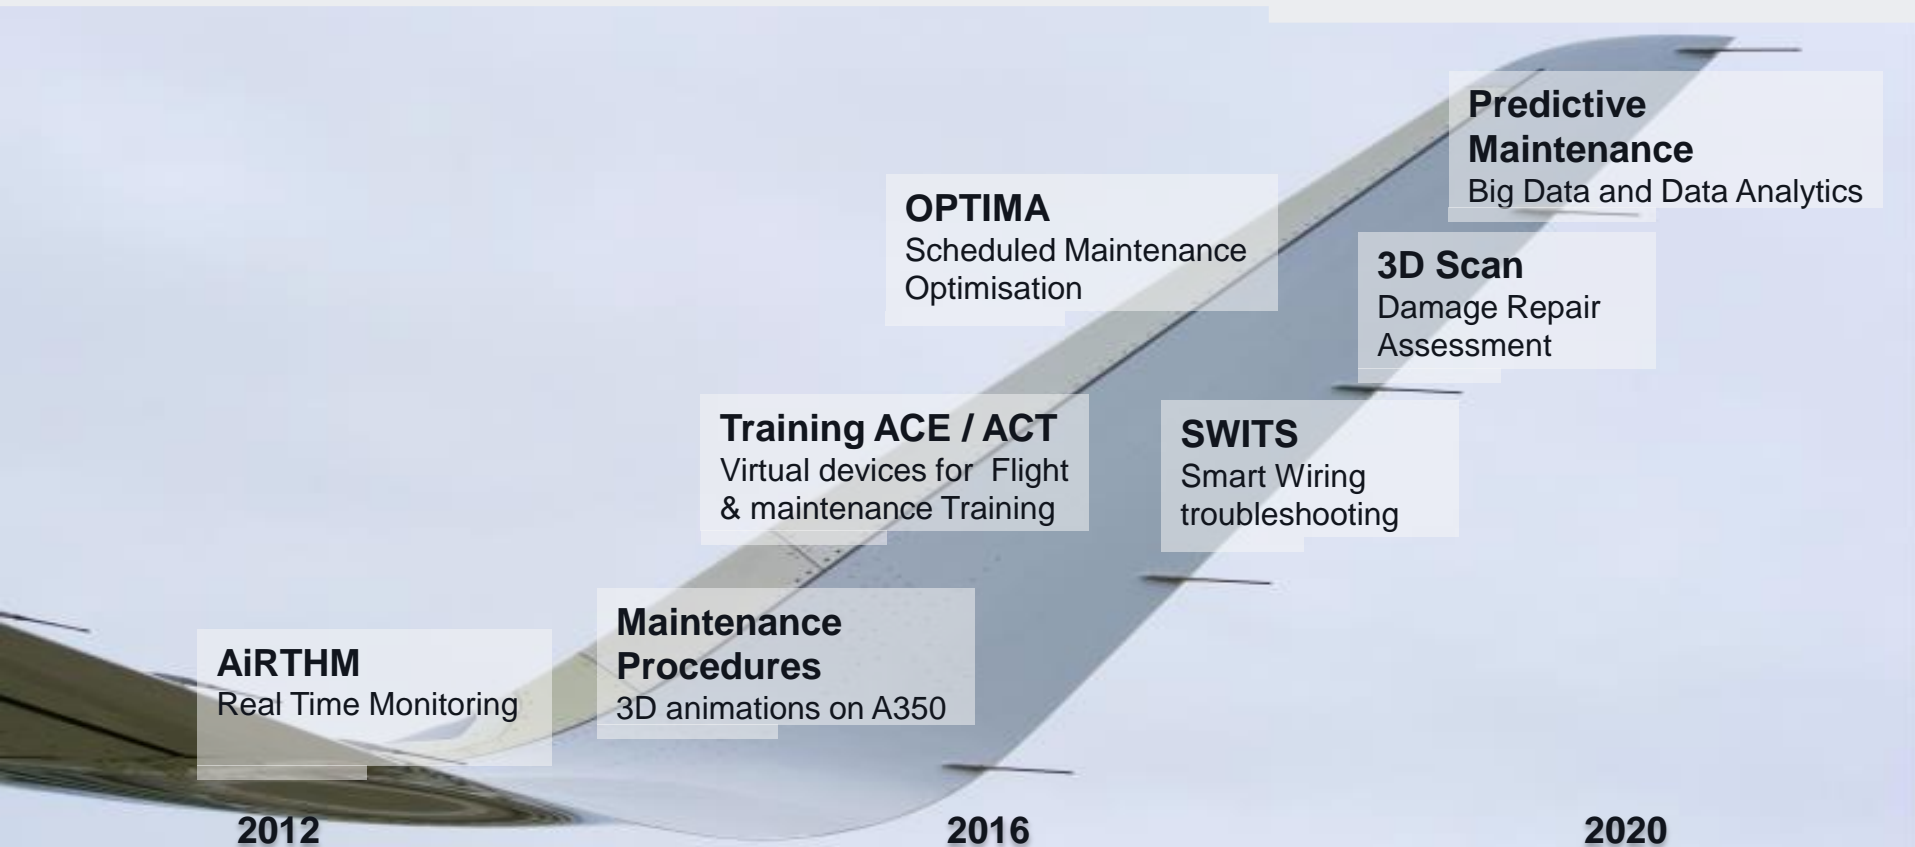 Predictive
Maintenance
Big Data and Data Analytics
OPTIMA
Scheduled Maintenance
Optimisation
3D Scan
Damage Repair
Assessment
Training ACE / ACT
Virtual devices for Flight
& maintenance Training
SWITS
Smart Wiring
troubleshooting
Maintenance
Procedures
3D animations on A350
AiRTHM
Real Time Monitoring
2012
2016
2020